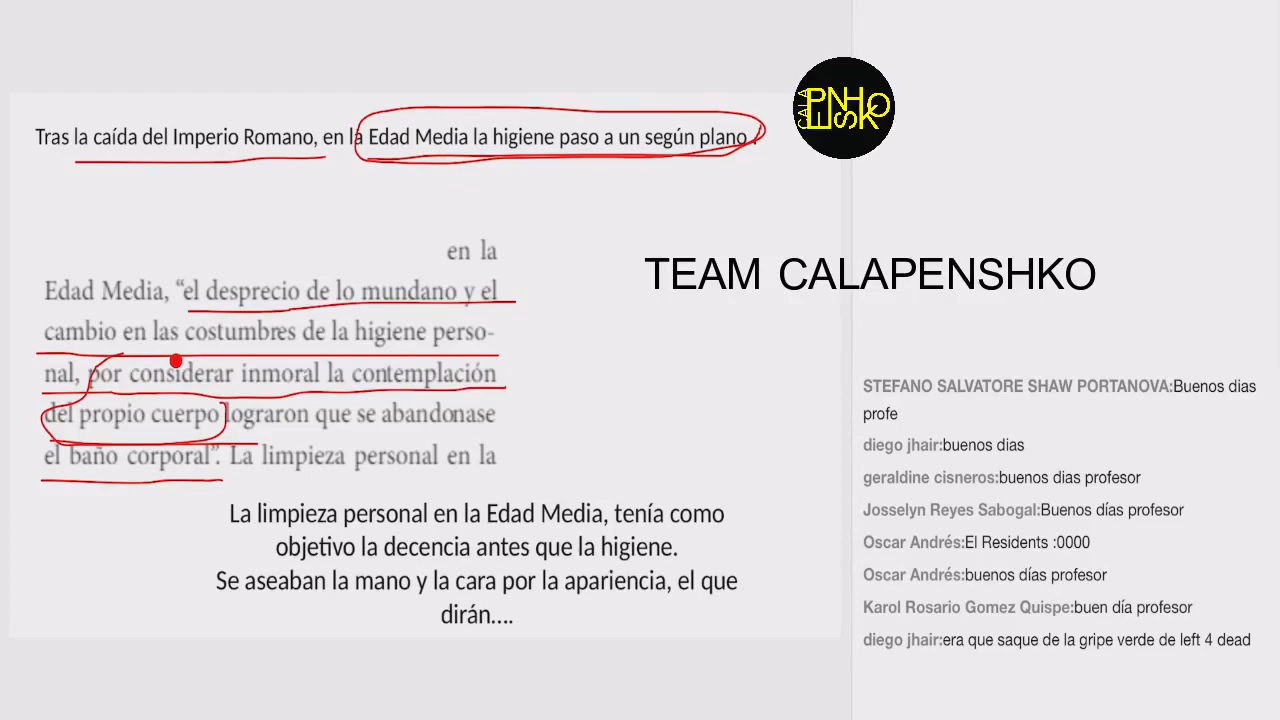 Tras la caída del Imperio Romano, en la Edad Media la higiene paso a un según plano .
en la
Edad Media, “el desprecio de lo mundano y el
cambio en las costumbres de la higiene perso-
nal, por considerar inmoral la contemplación
del propio cuerpo lograron que se abandonase
el baño corporal”. La limpieza personal en la
La limpieza personal en la Edad Media, tenía como
objetivo la decencia antes que la higiene.
Se aseaban la mano y la cara por la apariencia, el que
dirán....
CALA
PENSHKO
TEAM CALAPENSHKO
STEFANO SALVATORE SHAW PORTANOVA:Buenos dias
profe
diego jhair:buenos dias
geraldine cisneros:buenos dias profesor
Josselyn Reyes Sabogal:Buenos días profesor
Oscar Andrés:El Residents :0000
Oscar Andrés:buenos días profesor
Karol Rosario Gomez Quispe:buen día profesor
diego jhair:era que saque de la gripe verde de left 4 dead